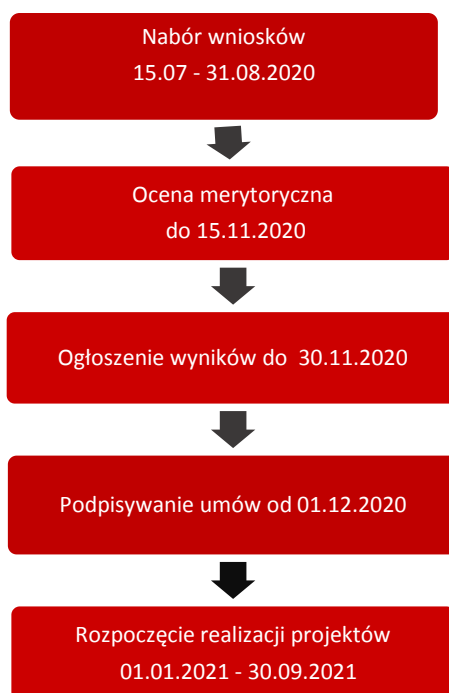 Nabór wniosków
15.07 - 31.08.2020
Ocena merytoryczna
do 15.11.2020
Ogłoszenie wyników do 30.11.2020
Podpisywanie umów od 01.12.2020
Rozpoczęcie realizacji projektów
01.01.2021 - 30.09.2021